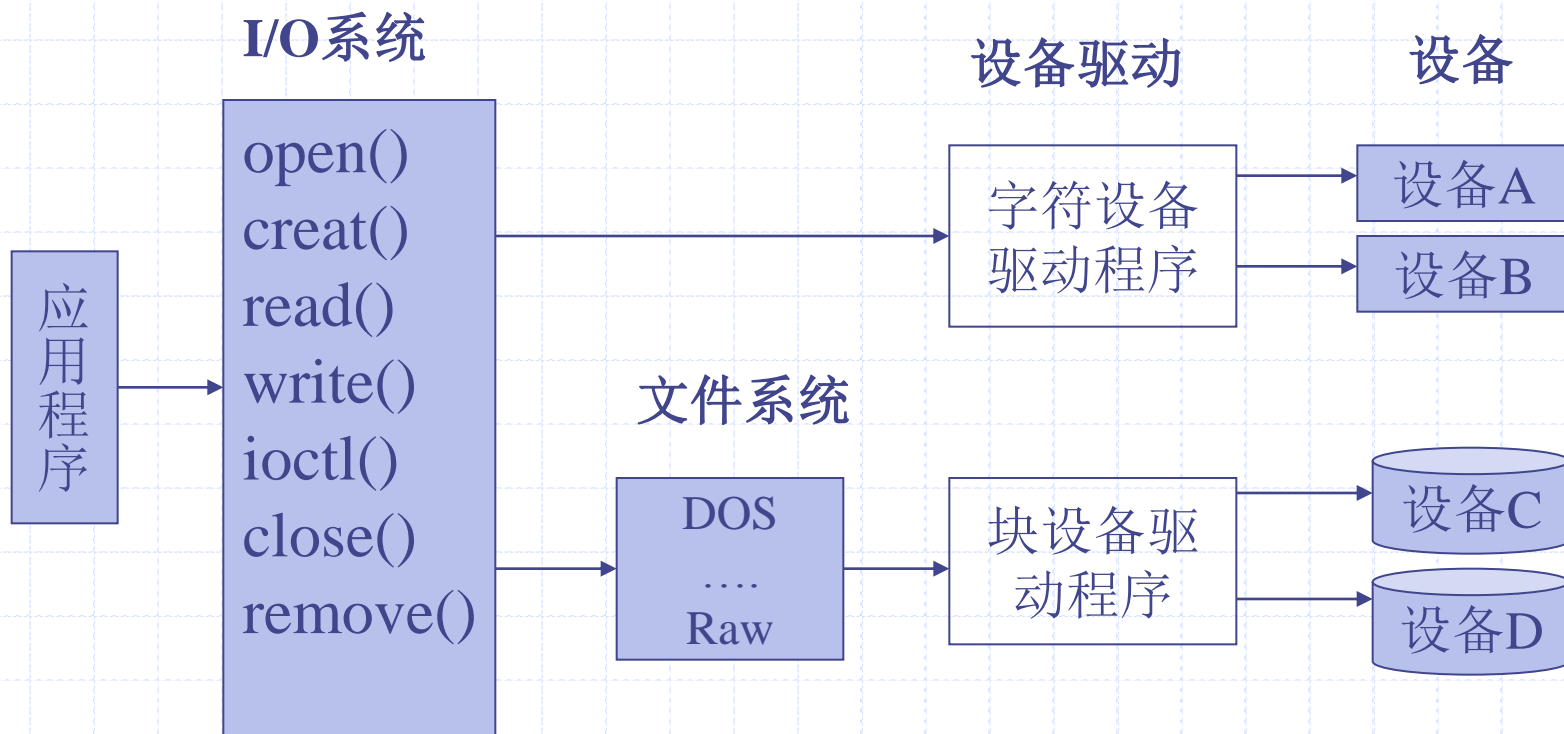 I/O系统
设备驱动
设备
open()
creat()
read()
write()
ioctl()
close()
remove()
应
用
程
序
字符设备
驱动程序
设备A
设备B
文件系统
DOS
....
Raw
块设备驱
动程序
设备C
设备D